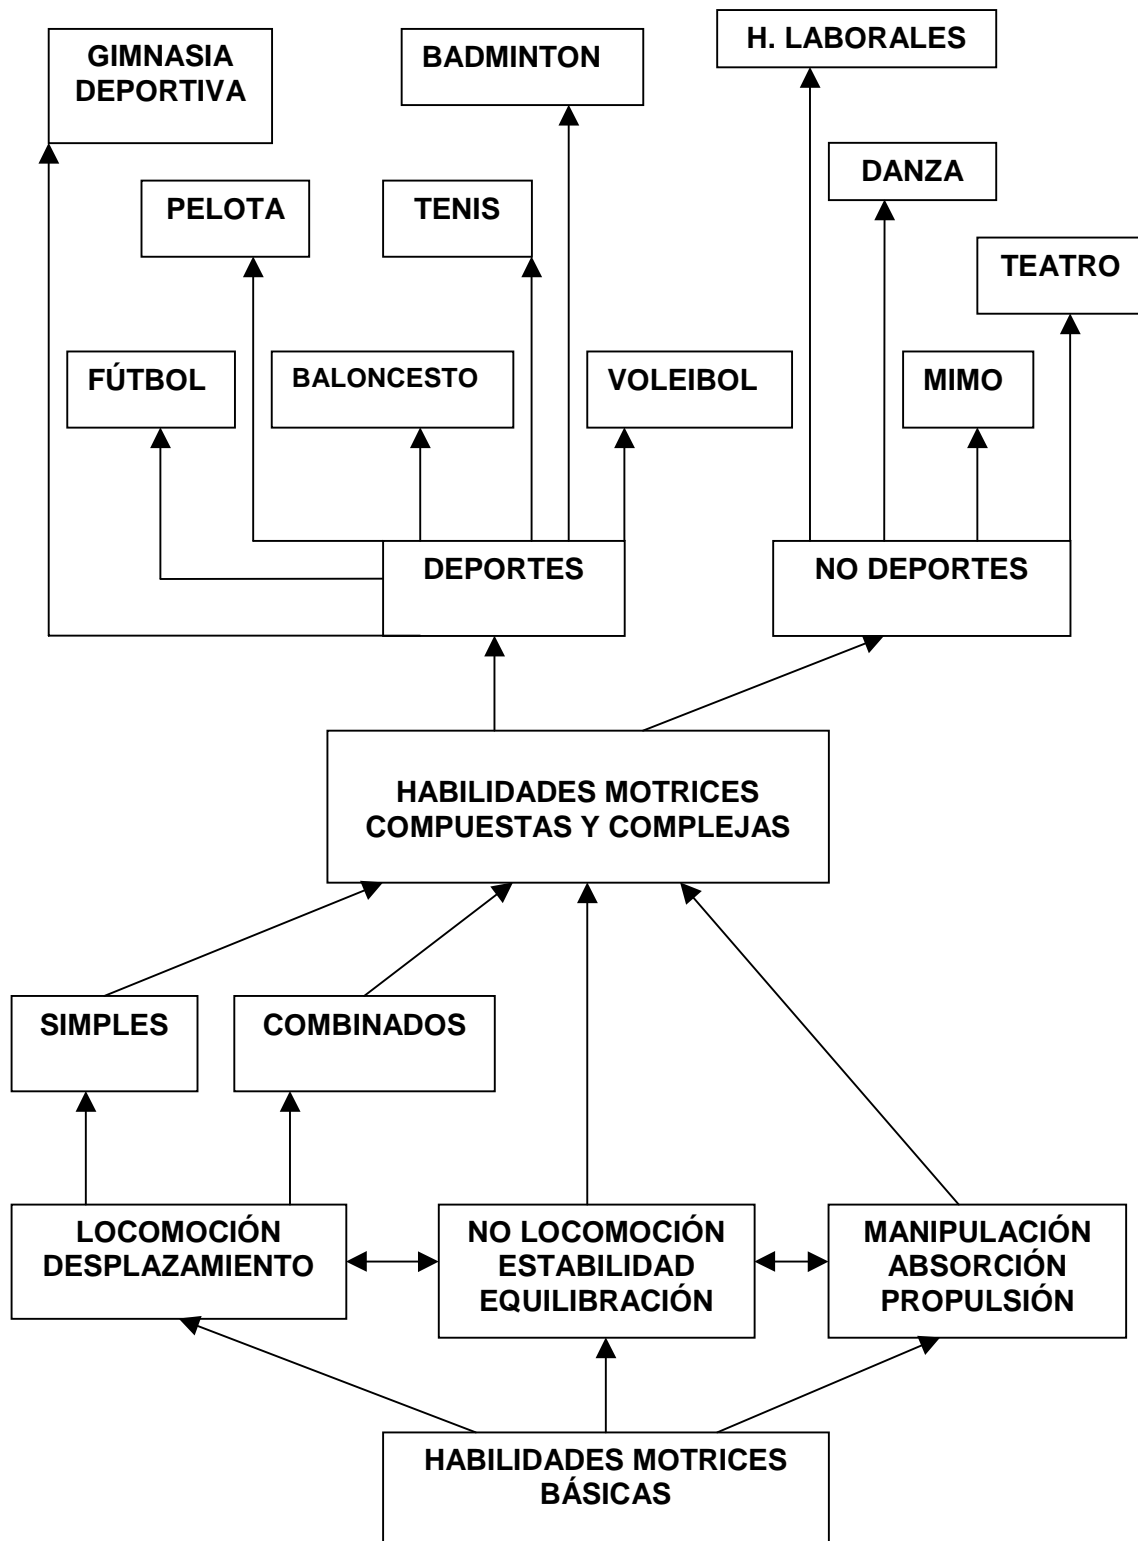 GIMNASIA
DEPORTIVA
BADMINTON
H. LABORALES
PELOTA
TENIS
DANZA
TEATRO
FÚTBOL
BALONCESTO
VOLEIBOL
MIMO
DEPORTES
NO DEPORTES
HABILIDADES MOTRICES
COMPUESTAS Y COMPLEJAS
SIMPLES
COMBINADOS
LOCOMOCIÓN
DESPLAZAMIENTO
NO LOCOMOCIÓN
ESTABILIDAD
EQUILIBRACIÓN
MANIPULACIÓN
ABSORCIÓN
PROPULSIÓN
HABILIDADES MOTRICES
BÁSICAS